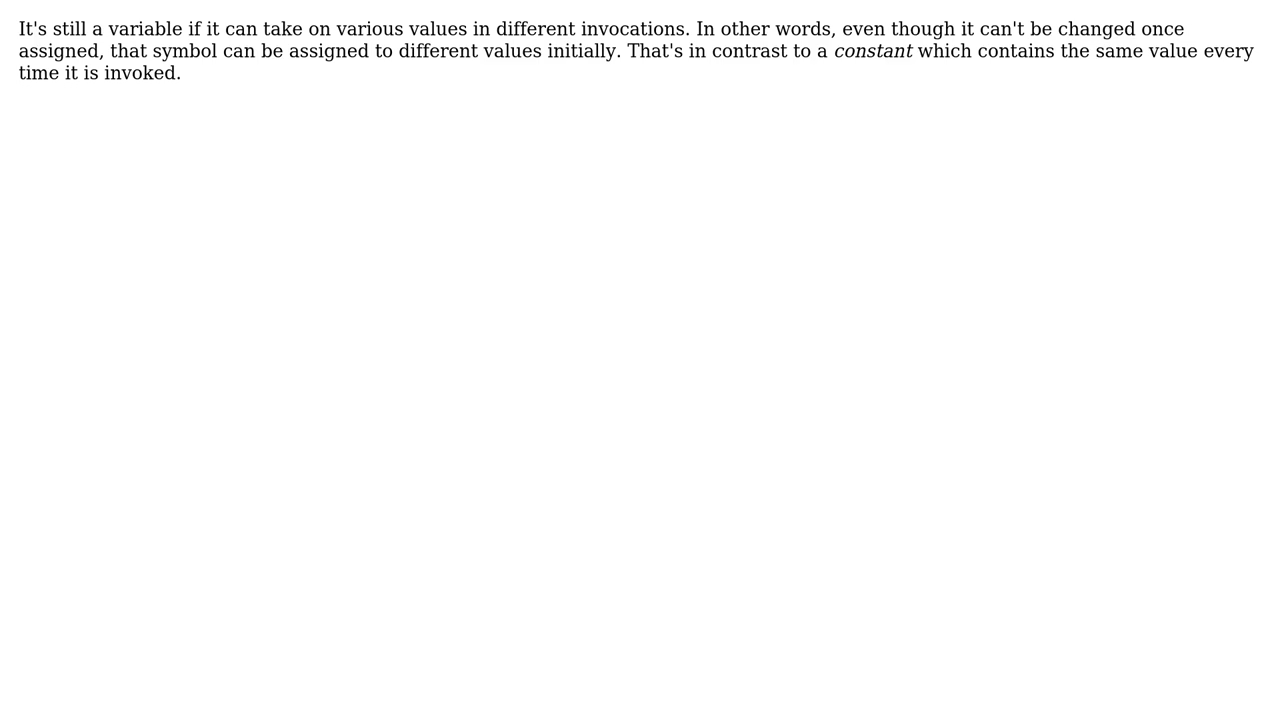 It's still a variable if it can take on various values in different invocations. In other words, even though it can't be changed once
assigned, that symbol can be assigned to different values initially. That's in contrast to a constant which contains the same value every
time it is invoked.